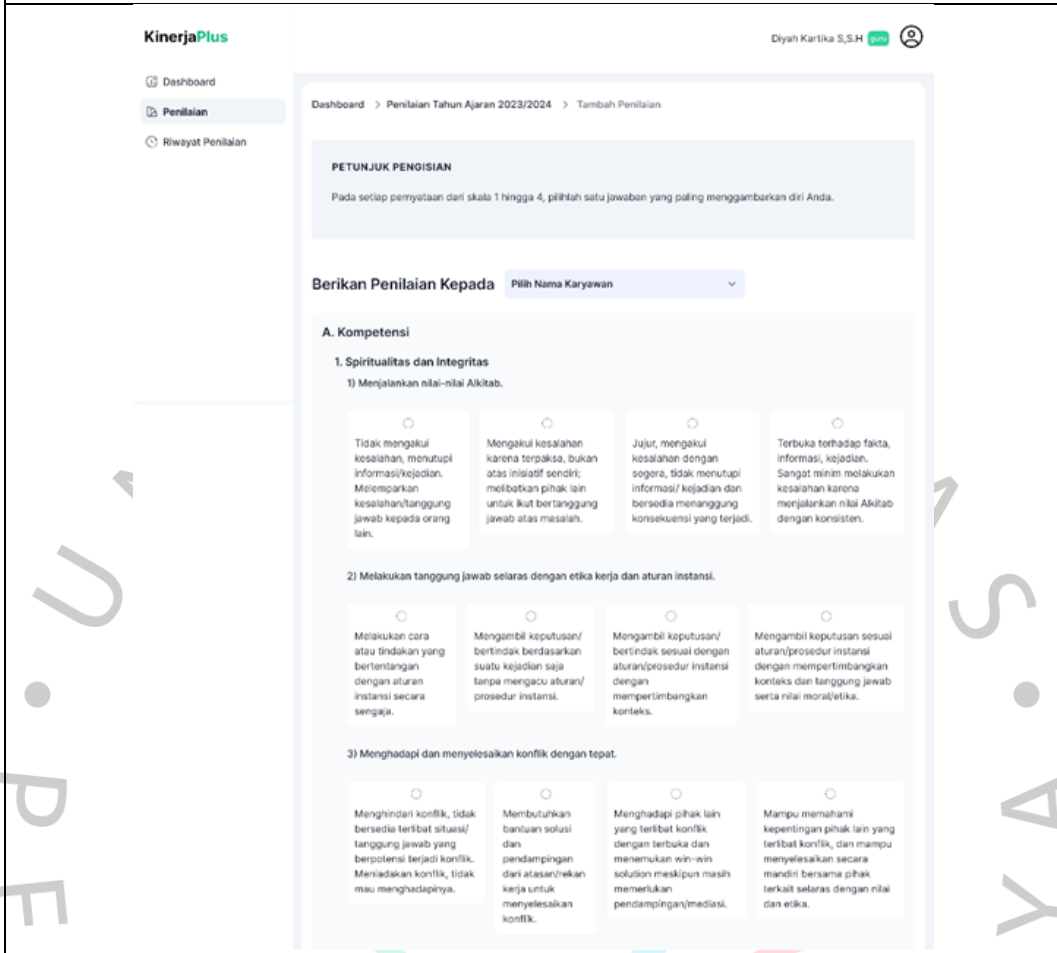 KinerjaPlus
Diyah Kartika S,S.H guru
Dashboard
Penilaian
Riwayat Penilaian
Dashboard > Penilaian Tahun Ajaran 2023/2024 > Tambah Penilaian
PETUNJUK PENGISIAN
Pada setiap pernyataan dari skala 1 hingga 4, pilihlah satu jawaban yang paling menggambarkan diri Anda.
Berikan Penilaian Kepada Pilih Nama Karyawan
A. Kompetensi
1. Spiritualitas dan Integritas
1) Menjalankan nilai-nilai Alkitab.
Tidak mengakui
kesalahan, menutupi
informasi/kejadian.
Melemparkan
kesalahan/tanggung
jawab kepada orang
lain.
Mengakui kesalahan
karena terpaksa, bukan
atas inisiatif sendiri;
melibatkan pihak lain
untuk ikut bertanggung
jawab atas masalah.
Jujur, mengakui
kesalahan dengan
segera, tidak menutupi
informasi/ kejadian dan
bersedia menanggung
konsekuensi yang terjadi.
Terbuka terhadap fakta,
informasi, kejadian.
Sangat minim melakukan
kesalahan karena
menjalankan nilai Alkitab
dengan konsisten.
2) Melakukan tanggung jawab selaras dengan etika kerja dan aturan instansi.
Melakukan cara
atau tindakan yang
bertentangan
dengan aturan
instansi secara
sengaja.
Mengambil keputusan/
bertindak berdasarkan
suatu kejadian saja
tanpa mengacu aturan/
prosedur instansi.
Mengambil keputusan/
bertindak sesuai dengan
aturan/prosedur instansi
dengan
mempertimbangkan
konteks.
Mengambil keputusan sesuai
aturan/prosedur instansi
dengan mempertimbangkan
konteks dan tanggung jawab
serta nilai moral/etika.
3) Menghadapi dan menyelesaikan konflik dengan tepat.
Menghindari konflik, tidak
bersedia terlibat situasi/
tanggung jawab yang
berpotensi terjadi konflik.
Meniadakan konflik, tidak
mau menghadapinya.
Membutuhkan
bantuan solusi
dan
pendampingan
dari atasan/rekan
kerja untuk
menyelesaikan
konflik.
Menghadapi pihak lain
yang terlibat konflik
dengan terbuka dan
menemukan win-win
solution meskipun masih
memerlukan
pendampingan/mediasi.
Mampu memahami
kepentingan pihak lain yang
terlibat konflik, dan mampu
menyelesaikan secara
mandiri bersama pihak
terkait selaras dengan nilai
dan etika.